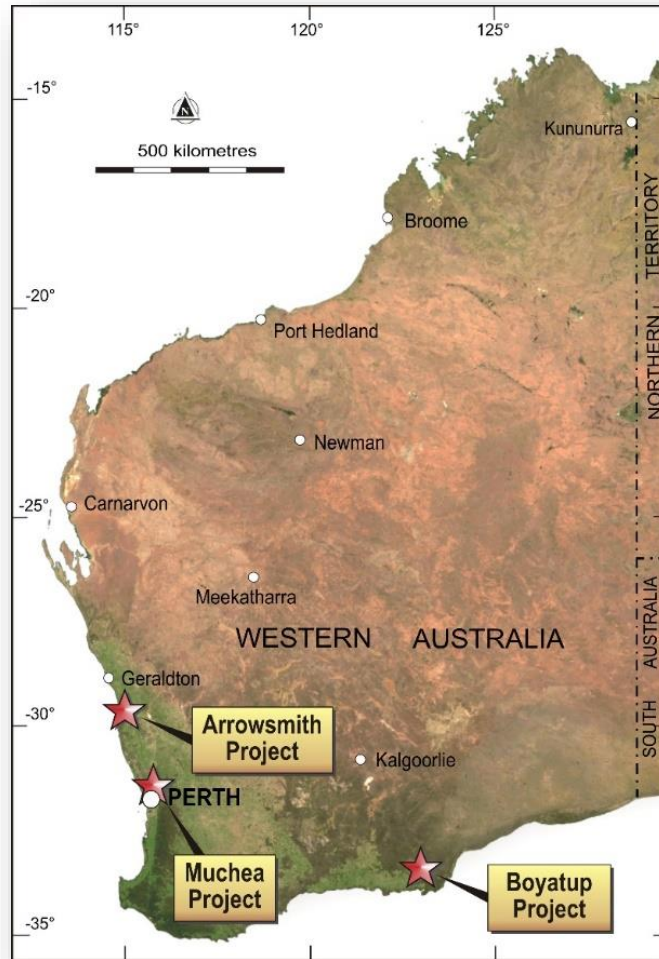 115°
120°
125°
-15°
N
Kununurra
500 kilometres
Broome
NORTHERN TERRITORY
-20°
Port Hedland
Newman
-25°
Carnarvon
Meekatharra
WESTERN AUSTRALIA
SOUTH AUSTRALIA
Geraldton
-30°
Arrowsmith
Project
Kalgoorlie
PERTH
Muchea
Project
Boyatup
Project
-35°